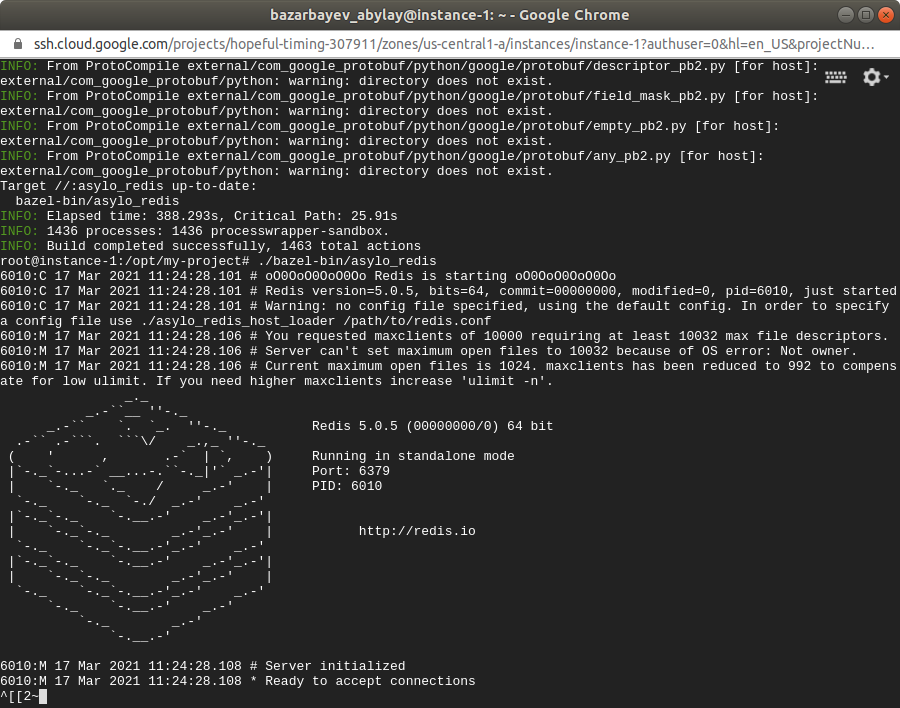 bazarbayev_abylay@instance-1: ~ - Google Chrome
ssh.cloud.google.com/projects/hopeful-timing-307911/zones/us-central1-a/instances/instance-1?authuser=0&hl=en_US&projectNu...
INFO: From ProtoCompile external/com_google_protobuf/python/google/protobuf/descriptor_pb2.py [for host]:
external/com_google_protobuf/python: warning: directory does not exist.
INFO: From ProtoCompile external/com_google_protobuf/python/google/protobuf/field_mask_pb2.py [for host]:
external/com_google_protobuf/python: warning: directory does not exist.
INFO: From ProtoCompile external/com_google_protobuf/python/google/protobuf/empty_pb2.py [for host]:
external/com_google_protobuf/python: warning: directory does not exist.
INFO: From ProtoCompile external/com_google_protobuf/python/google/protobuf/any_pb2.py [for host]:
external/com_google_protobuf/python: warning: directory does not exist.
Target //:asylo_redis up-to-date:
  bazel-bin/asylo_redis
INFO: Elapsed time: 388.293s, Critical Path: 25.91s
INFO: 1436 processes: 1436 processwrapper-sandbox.
INFO: Build completed successfully, 1463 total actions
root@instance-1:/opt/my-project# ./bazel-bin/asylo_redis
6010:C 17 Mar 2021 11:24:28.101 # oO0OoO0OoO0Oo Redis is starting oO0OoO0OoO0Oo
6010:C 17 Mar 2021 11:24:28.101 # Redis version=5.0.5, bits=64, commit=00000000, modified=0, pid=6010, just started
6010:C 17 Mar 2021 11:24:28.101 # Warning: no config file specified, using the default config. In order to specify
a config file use ./asylo_redis_host_loader /path/to/redis.conf
6010:M 17 Mar 2021 11:24:28.106 # You requested maxclients of 10000 requiring at least 10032 max file descriptors.
6010:M 17 Mar 2021 11:24:28.106 # Server can't set maximum open files to 10032 because of OS error: Not owner.
6010:M 17 Mar 2021 11:24:28.106 # Current maximum open files is 1024. maxclients has been reduced to 992 to compens
ate for low ulimit. If you need higher maxclients increase 'ulimit -n'.
Redis 5.0.5 (00000000/0) 64 bit
Running in standalone mode
Port: 6379
PID: 6010
http://redis.io
6010:M 17 Mar 2021 11:24:28.108 # Server initialized
6010:M 17 Mar 2021 11:24:28.108 * Ready to accept connections
^[[2~